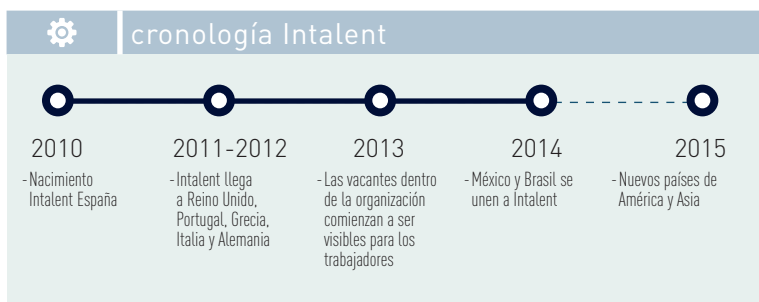 cronología Intalent
2010
-Nacimiento
Intalent España
2011-2012
-Intalent llega
a Reino Unido,
Portugal, Grecia,
Italia y Alemania
2013
-Las vacantes dentro
de la organización
comienzan a ser
visibles para los
trabajadores
2014
-México y Brasil se
unen a Intalent
2015
-Nuevos países de
América y Asia